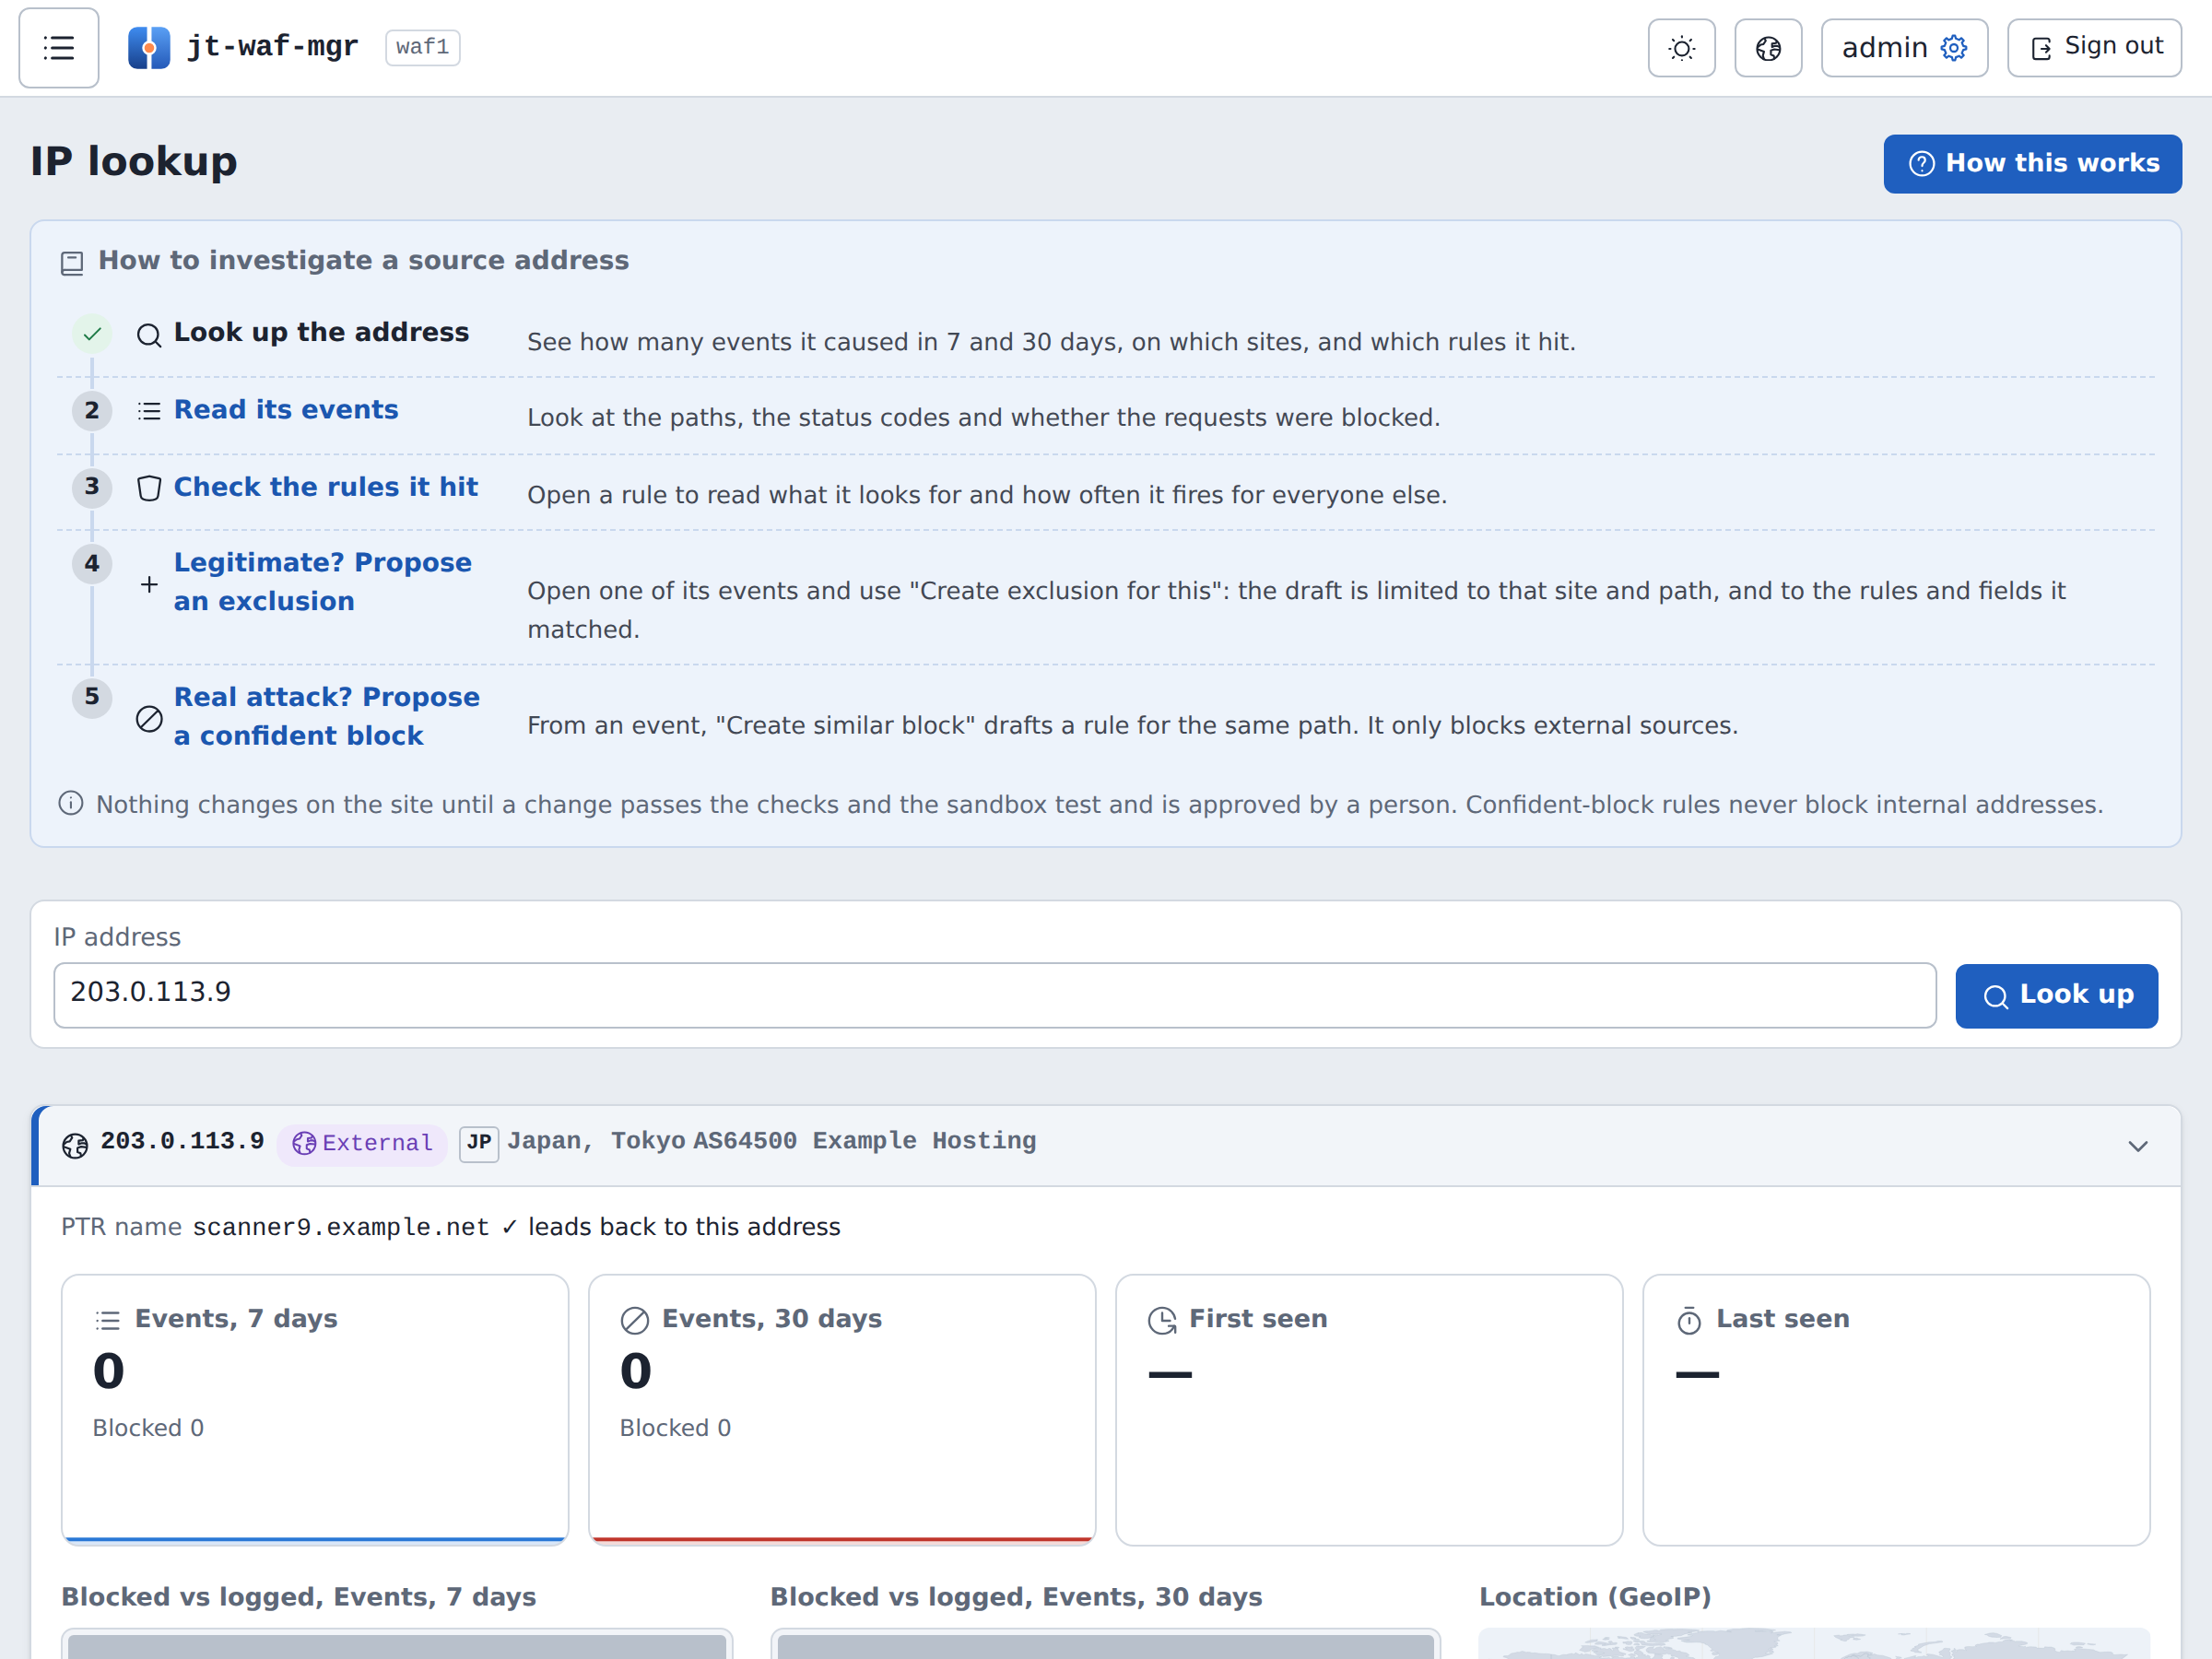 jt-waf-mgr waf1 admin Sign out
IP lookup
How this works
How to investigate a source address
Look up the address
See how many events it caused in 7 and 30 days, on which sites, and which rules it hit.
2 Read its events
Look at the paths, the status codes and whether the requests were blocked.
3 Check the rules it hit
Open a rule to read what it looks for and how often it fires for everyone else.
4 Legitimate? Propose
an exclusion
Open one of its events and use "Create exclusion for this": the draft is limited to that site and path, and to the rules and fields it
matched.
5 Real attack? Propose
a confident block
From an event, "Create similar block" drafts a rule for the same path. It only blocks external sources.
Nothing changes on the site until a change passes the checks and the sandbox test and is approved by a person. Confident-block rules never block internal addresses.
IP address
203.0.113.9
Look up
203.0.113.9 External JP Japan, Tokyo AS64500 Example Hosting
PTR name scanner9.example.net ✓ leads back to this address
Events, 7 days
0
Blocked 0
Events, 30 days
0
Blocked 0
First seen
—
Last seen
—
Blocked vs logged, Events, 7 days
Blocked vs logged, Events, 30 days
Location (GeoIP)